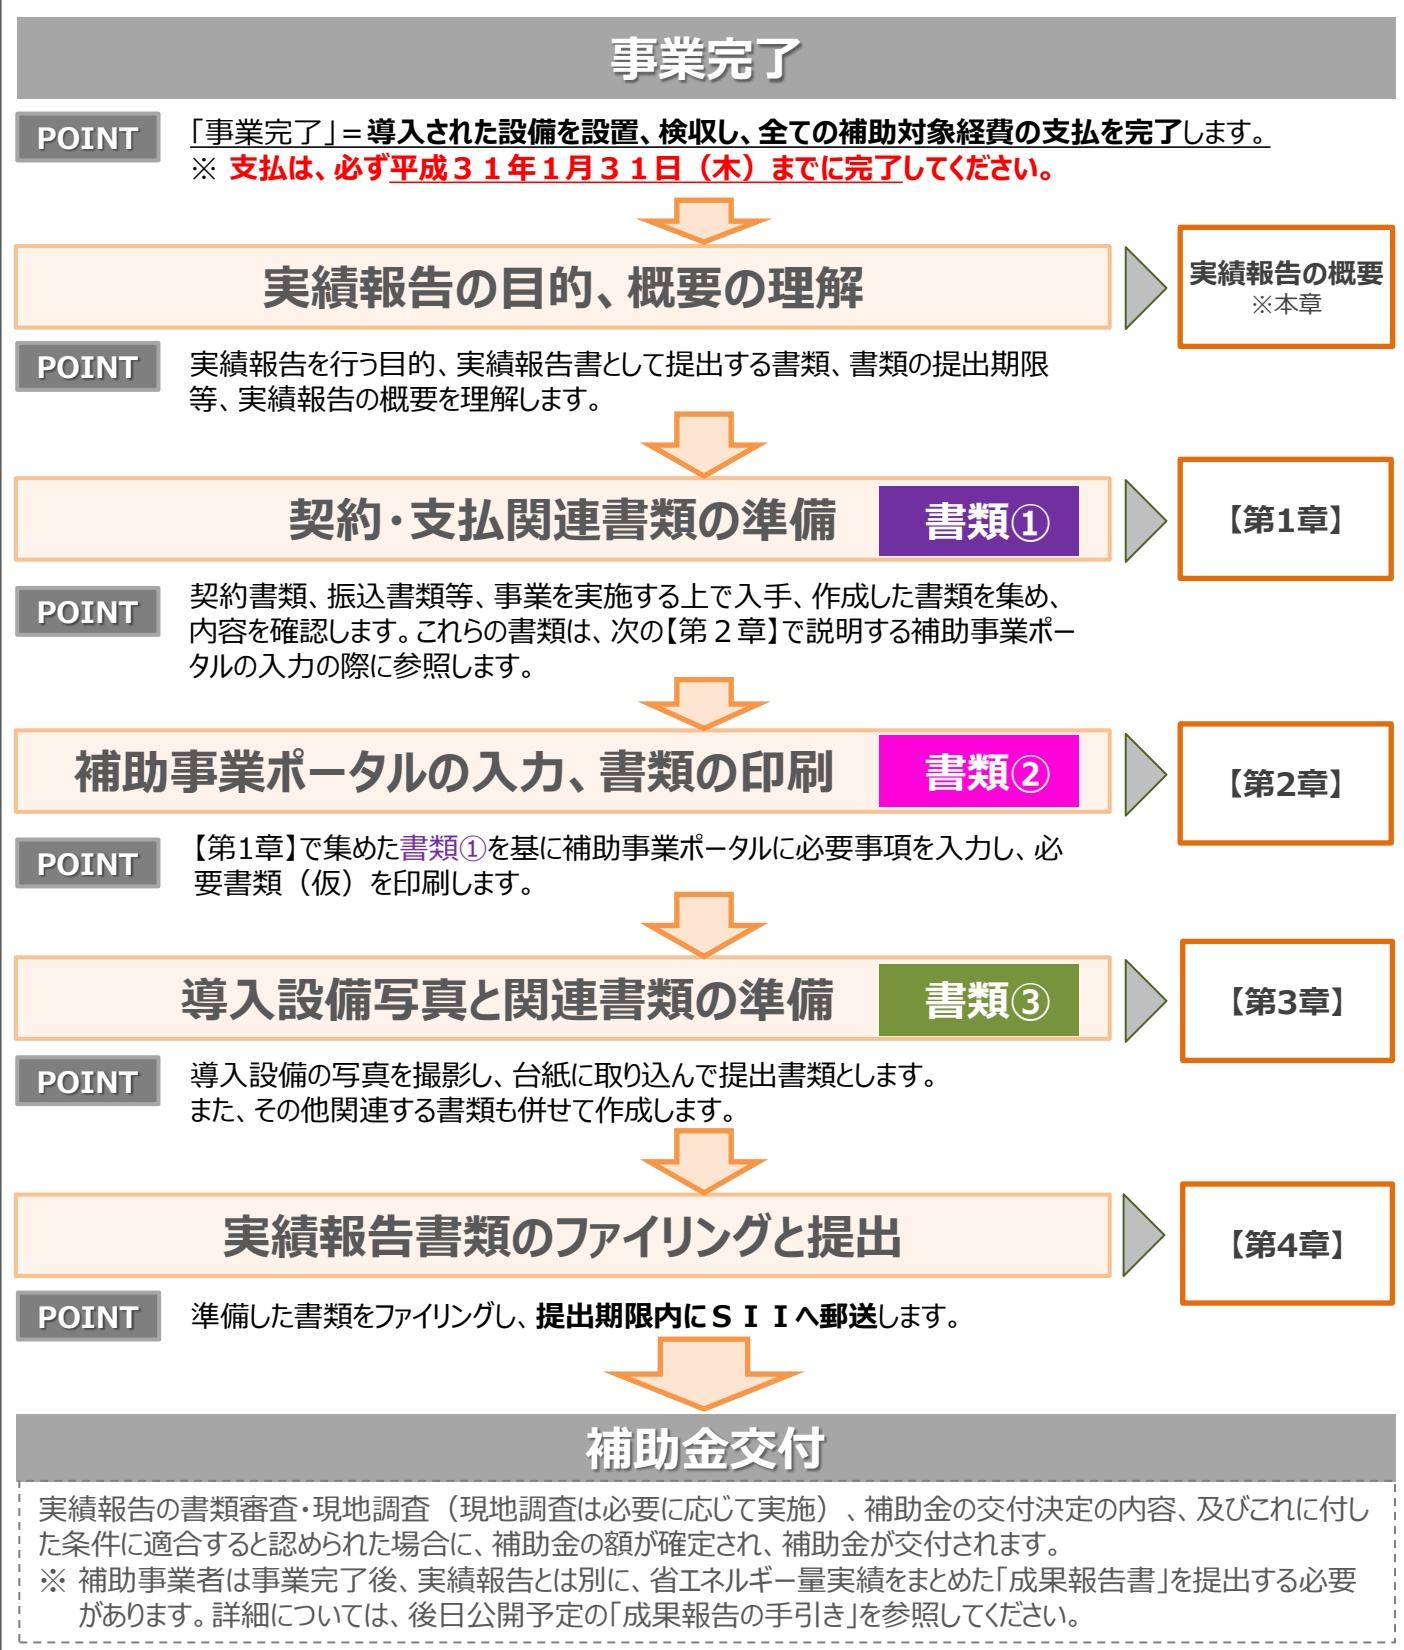 事業完了
POINT
「事業完了」＝導入された設備を設置、検収し、全ての補助対象経費の支払を完了します。
※ 支払は、必ず平成３１年１月３１日（木）までに完了してください。
実績報告の目的、概要の理解
実績報告の概要
※本章
POINT
実績報告を行う目的、実績報告書として提出する書類、書類の提出期限
等、実績報告の概要を理解します。
契約・支払関連書類の準備
書類①
【第1章】
POINT
契約書類、振込書類等、事業を実施する上で入手、作成した書類を集め、
内容を確認します。これらの書類は、次の【第２章】で説明する補助事業ポー
タルの入力の際に参照します。
補助事業ポータルの入力、書類の印刷
書類②
【第2章】
POINT
【第1章】で集めた書類①を基に補助事業ポータルに必要事項を入力し、必
要書類（仮）を印刷します。
導入設備写真と関連書類の準備
書類③
【第3章】
POINT
導入設備の写真を撮影し、台紙に取り込んで提出書類とします。
また、その他関連する書類も併せて作成します。
実績報告書類のファイリングと提出
【第4章】
POINT
準備した書類をファイリングし、提出期限内にＳＩＩへ郵送します。
補助金交付
実績報告の書類審査・現地調査（現地調査は必要に応じて実施）、補助金の交付決定の内容、及びこれに付し
た条件に適合すると認められた場合に、補助金の額が確定され、補助金が交付されます。
※ 補助事業者は事業完了後、実績報告とは別に、省エネルギー量実績をまとめた「成果報告書」を提出する必要
があります。詳細については、後日公開予定の「成果報告の手引き」を参照してください。